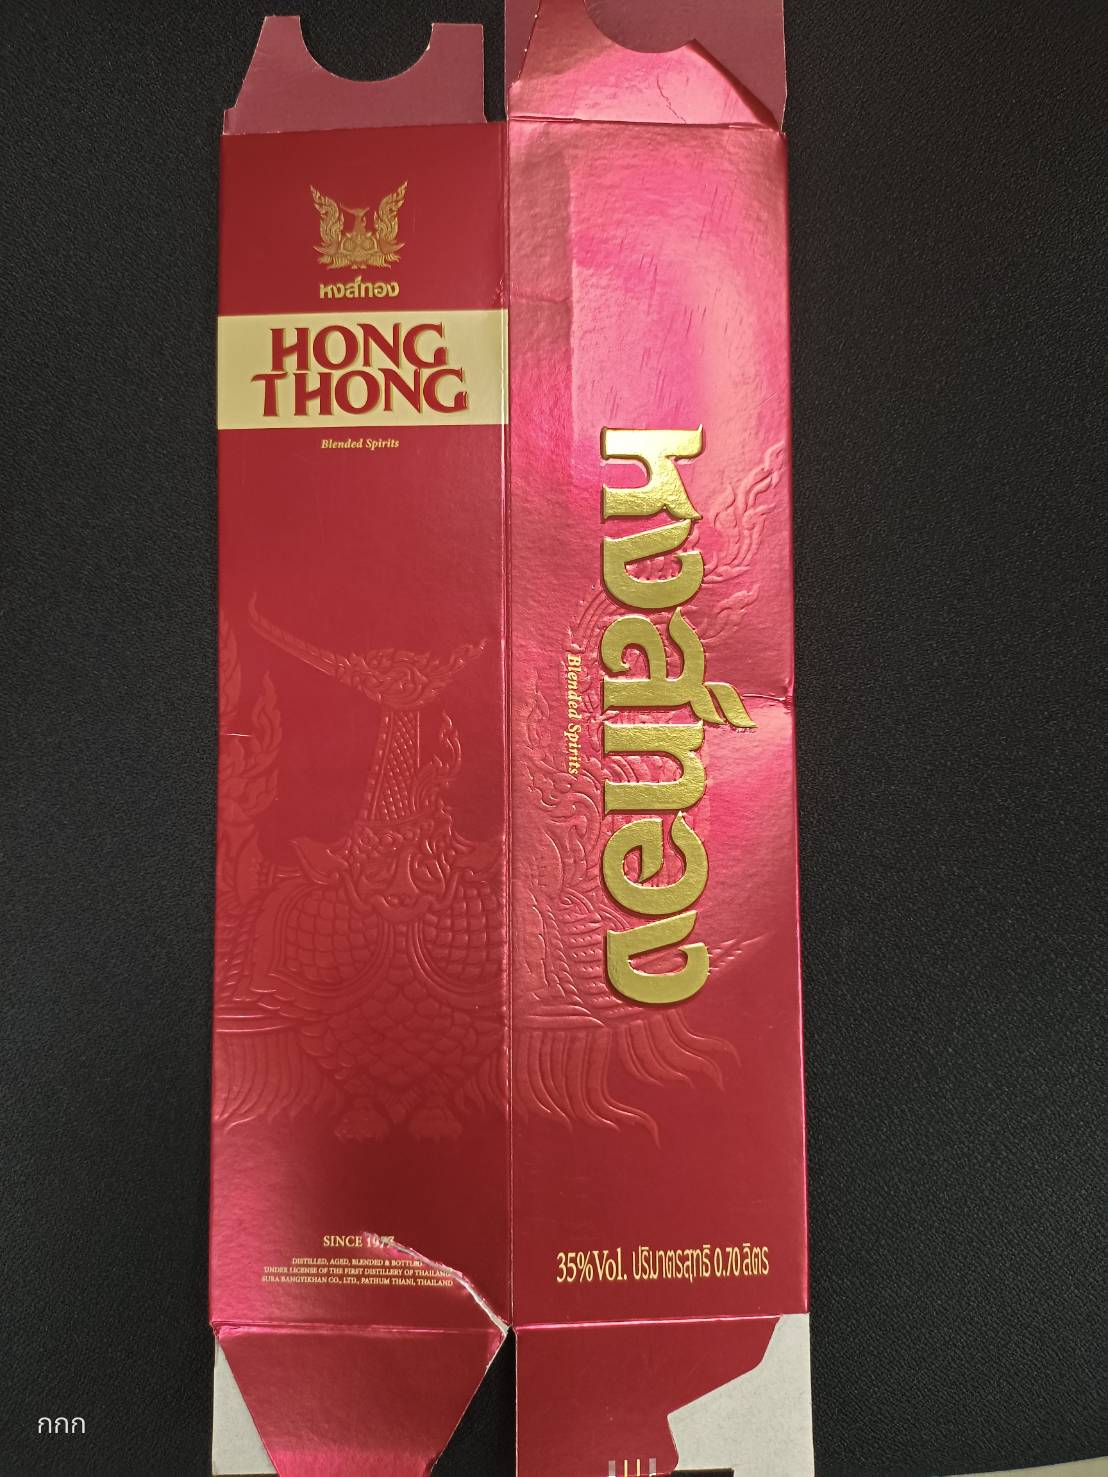 หงส์ทอง
HONG
THONG
Blended Spirits
SINCE 1977
DISTILLED, AGED, BLENDED & BOTTLED
UNDER LICENSE OF THE FIRST DISTILLERY OF THAILAND
SURA BANGYIKHAN CO., LTD., PATHUM THANI, THAILAND
หงส์ทอง
Blended Spirits
35%Vol. ปริมาตรสุทธิ 0.70 ลิตร
กกก